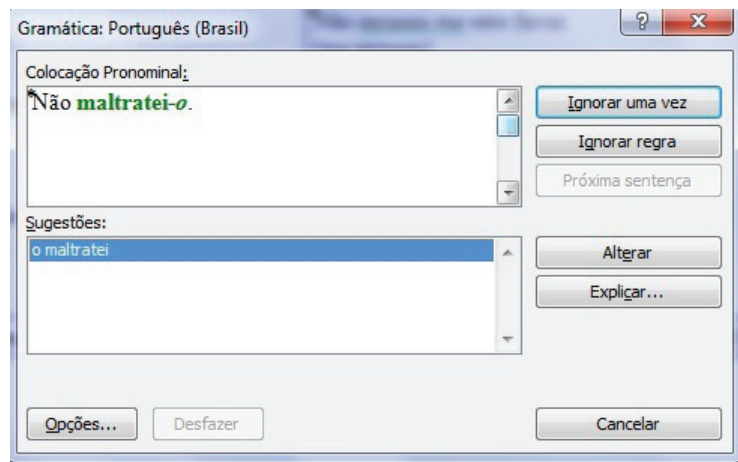 Gramática: Português (Brasil)
Colocação Pronominal:
Não maltratei-o.
Ignorar uma vez
Ignorar regra
Próxima sentença
Sugestões:
o maltratei
Alterar
Explicar...
Opções...
Desfazer
Cancelar